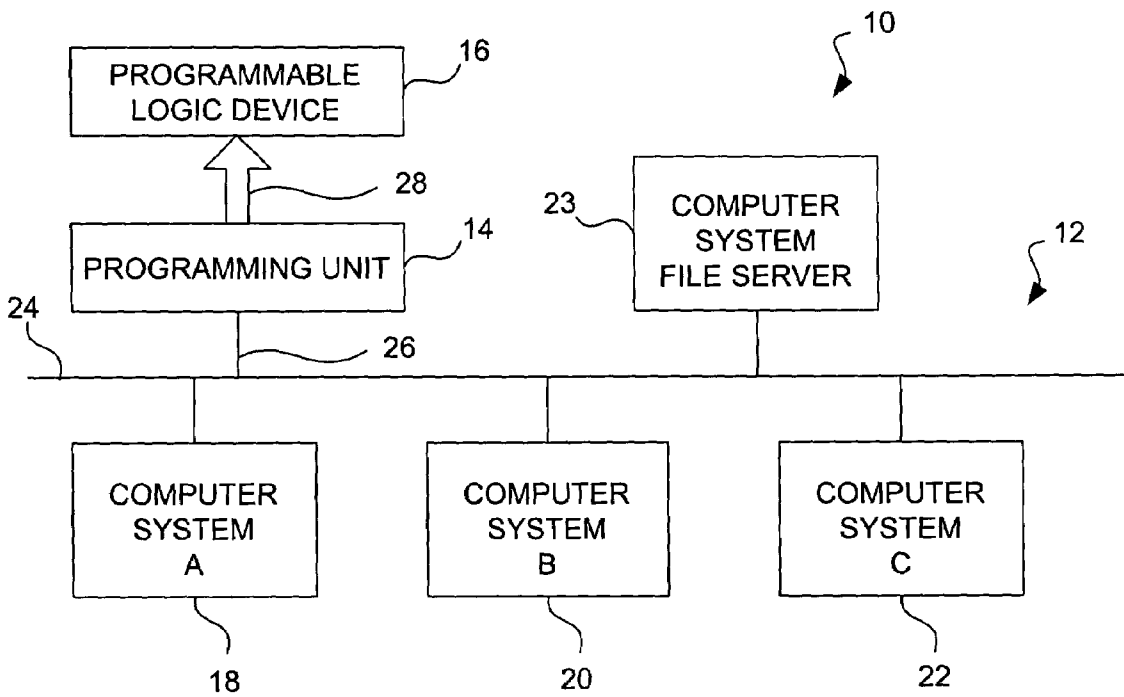 10
PROGRAMMABLE
LOGIC DEVICE
16
28
23
COMPUTER
SYSTEM
FILE SERVER
12
PROGRAMMING UNIT
14
24
26
COMPUTER
SYSTEM
A
COMPUTER
SYSTEM
B
COMPUTER
SYSTEM
C
18
20
22